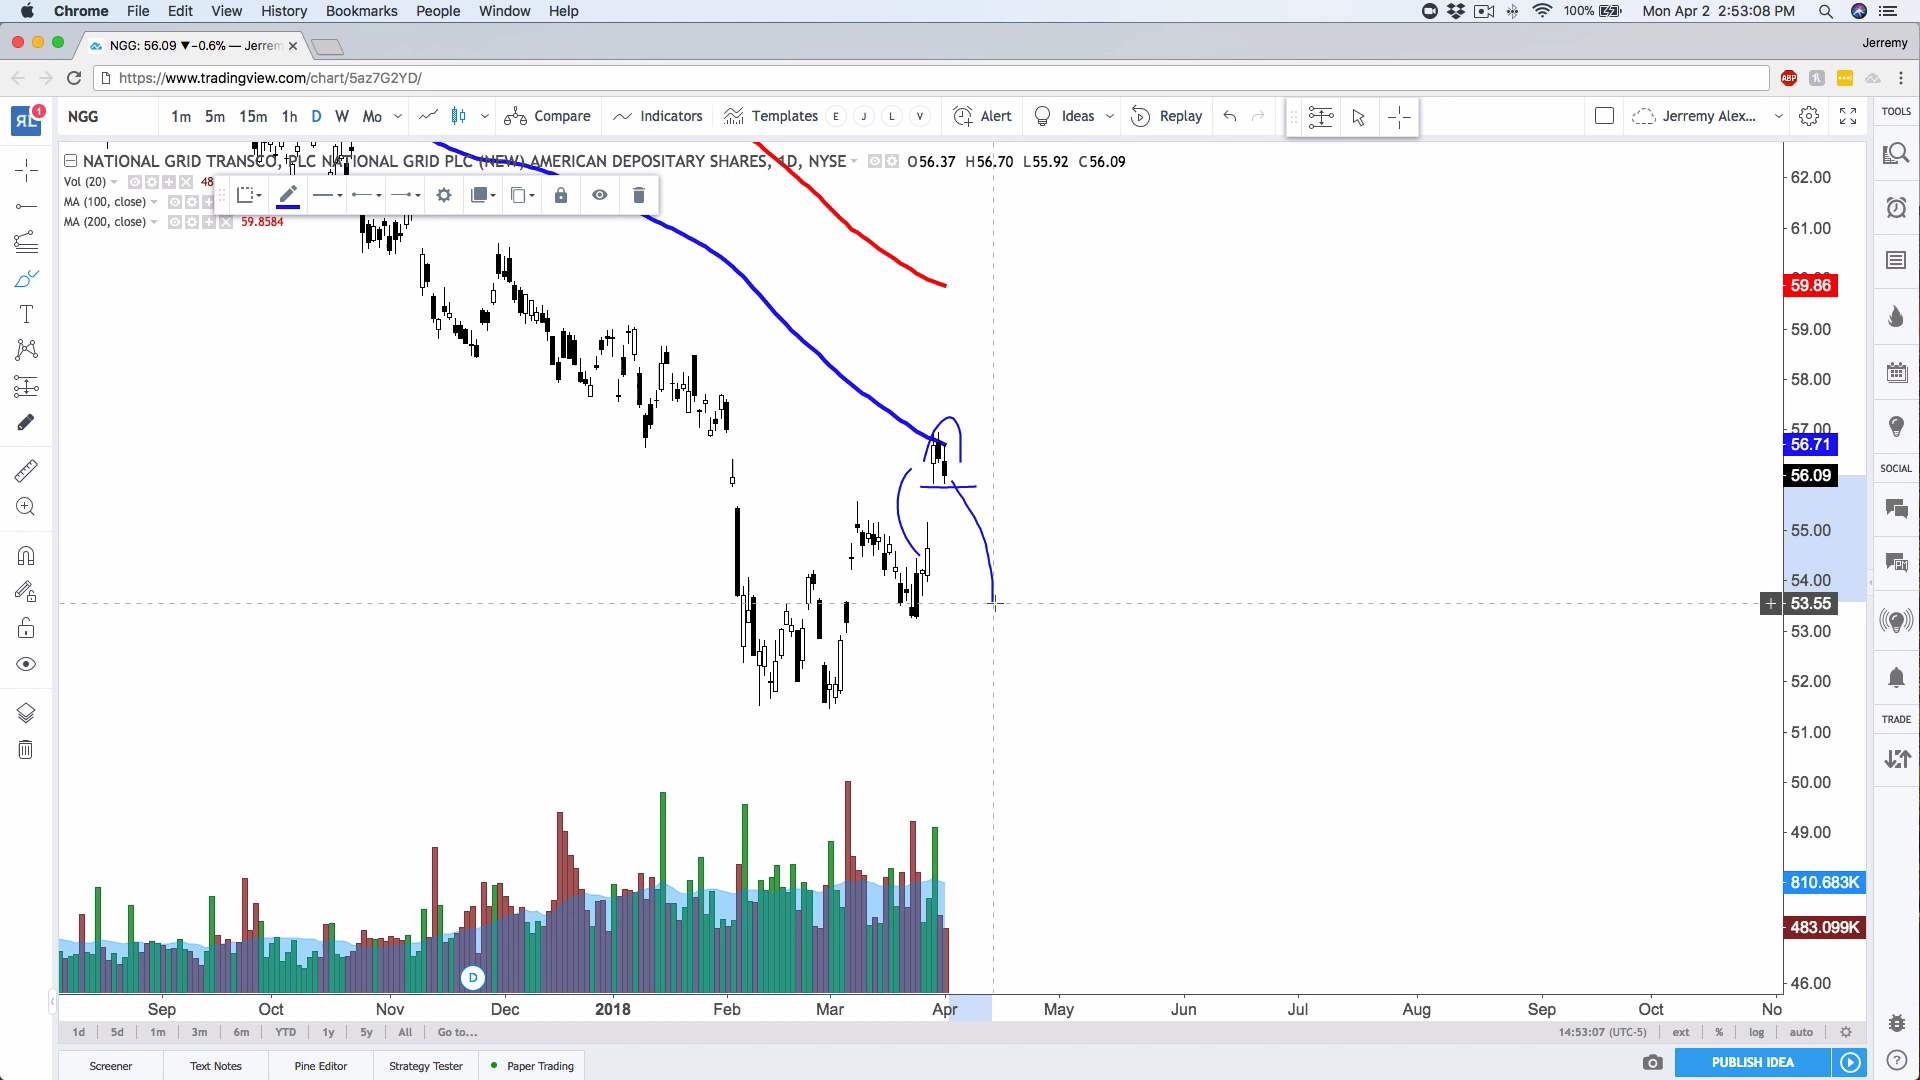 Chrome File Edit View History Bookmarks People Window Help 100% Mon Apr 2 2:53:08 PM
NGG: 56.09 ▼-0.6% — Jerrem Jerremy
https://www.tradingview.com/chart/5az7G2YD/ ABP
1 NGG 1m 5m 15m 1h D W Mo Compare Indicators Templates E J L V Alert Ideas Replay Jerremy Alex... TOOLS
NATIONAL GRID TRANSCO, PLC NATIONAL GRID PLC (NEW) AMERICAN DEPOSITARY SHARES, 1D, NYSE O56.37 H56.70 L55.92 C56.09
Vol (20) 48
MA (100, close)
MA (200, close) 59.8584
62.00
61.00
59.86
59.00
58.00
57.00
56.71
56.09
55.00
54.00
53.55
53.00
52.00
51.00
50.00
49.00
810.683K
483.099K
46.00
SOCIAL
TRADE
D
Sep Oct Nov Dec 2018 Feb Mar Apr May Jun Jul Aug Sep Oct No
1d 5d 1m 3m 6m YTD 1y 5y All Go to... 14:53:07 (UTC-5) ext % log auto
Screener Text Notes Pine Editor Strategy Tester Paper Trading PUBLISH IDEA